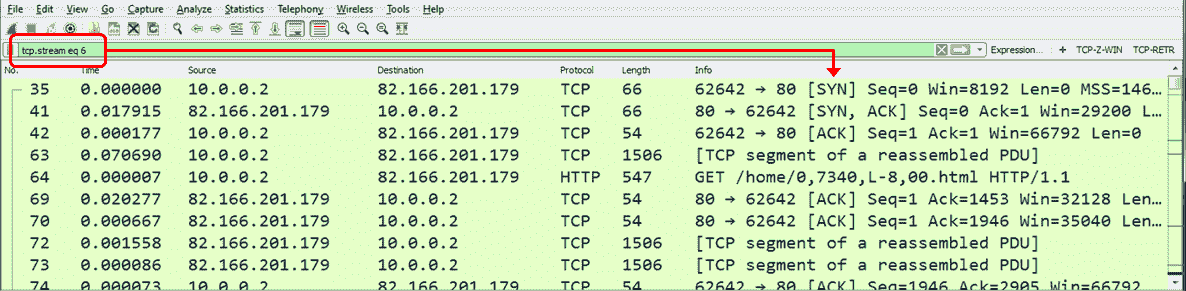 File Edit View Go Capture Analyze Statistics Telephony Wireless Tools Help
tcp.stream eq 6 Expression... + TCP-Z-WIN TCP-RETR
No. Time Source Destination Protocol Length Info
35 0.000000 10.0.0.2 82.166.201.179 TCP 66 62642 → 80 [SYN] Seq=0 Win=8192 Len=0 MSS=146...
41 0.017915 82.166.201.179 10.0.0.2 TCP 66 80 → 62642 [SYN, ACK] Seq=0 Ack=1 Win=29200 L...
42 0.000177 10.0.0.2 82.166.201.179 TCP 54 62642 → 80 [ACK] Seq=1 Ack=1 Win=66792 Len=0
63 0.070690 10.0.0.2 82.166.201.179 TCP 1506 [TCP segment of a reassembled PDU]
64 0.000007 10.0.0.2 82.166.201.179 HTTP 547 GET /home/0,7340,L-8,00.html HTTP/1.1
69 0.020277 82.166.201.179 10.0.0.2 TCP 54 80 → 62642 [ACK] Seq=1 Ack=1453 Win=32128 Len...
70 0.000667 82.166.201.179 10.0.0.2 TCP 54 80 → 62642 [ACK] Seq=1 Ack=1946 Win=35040 Len...
72 0.001558 82.166.201.179 10.0.0.2 TCP 1506 [TCP segment of a reassembled PDU]
73 0.000086 82.166.201.179 10.0.0.2 TCP 1506 [TCP segment of a reassembled PDU]
74 0.000073 10.0.0.2 82.166.201.179 TCP 54 62642 → 80 [ACK] Seq=1946 Ack=2905 Win=66792